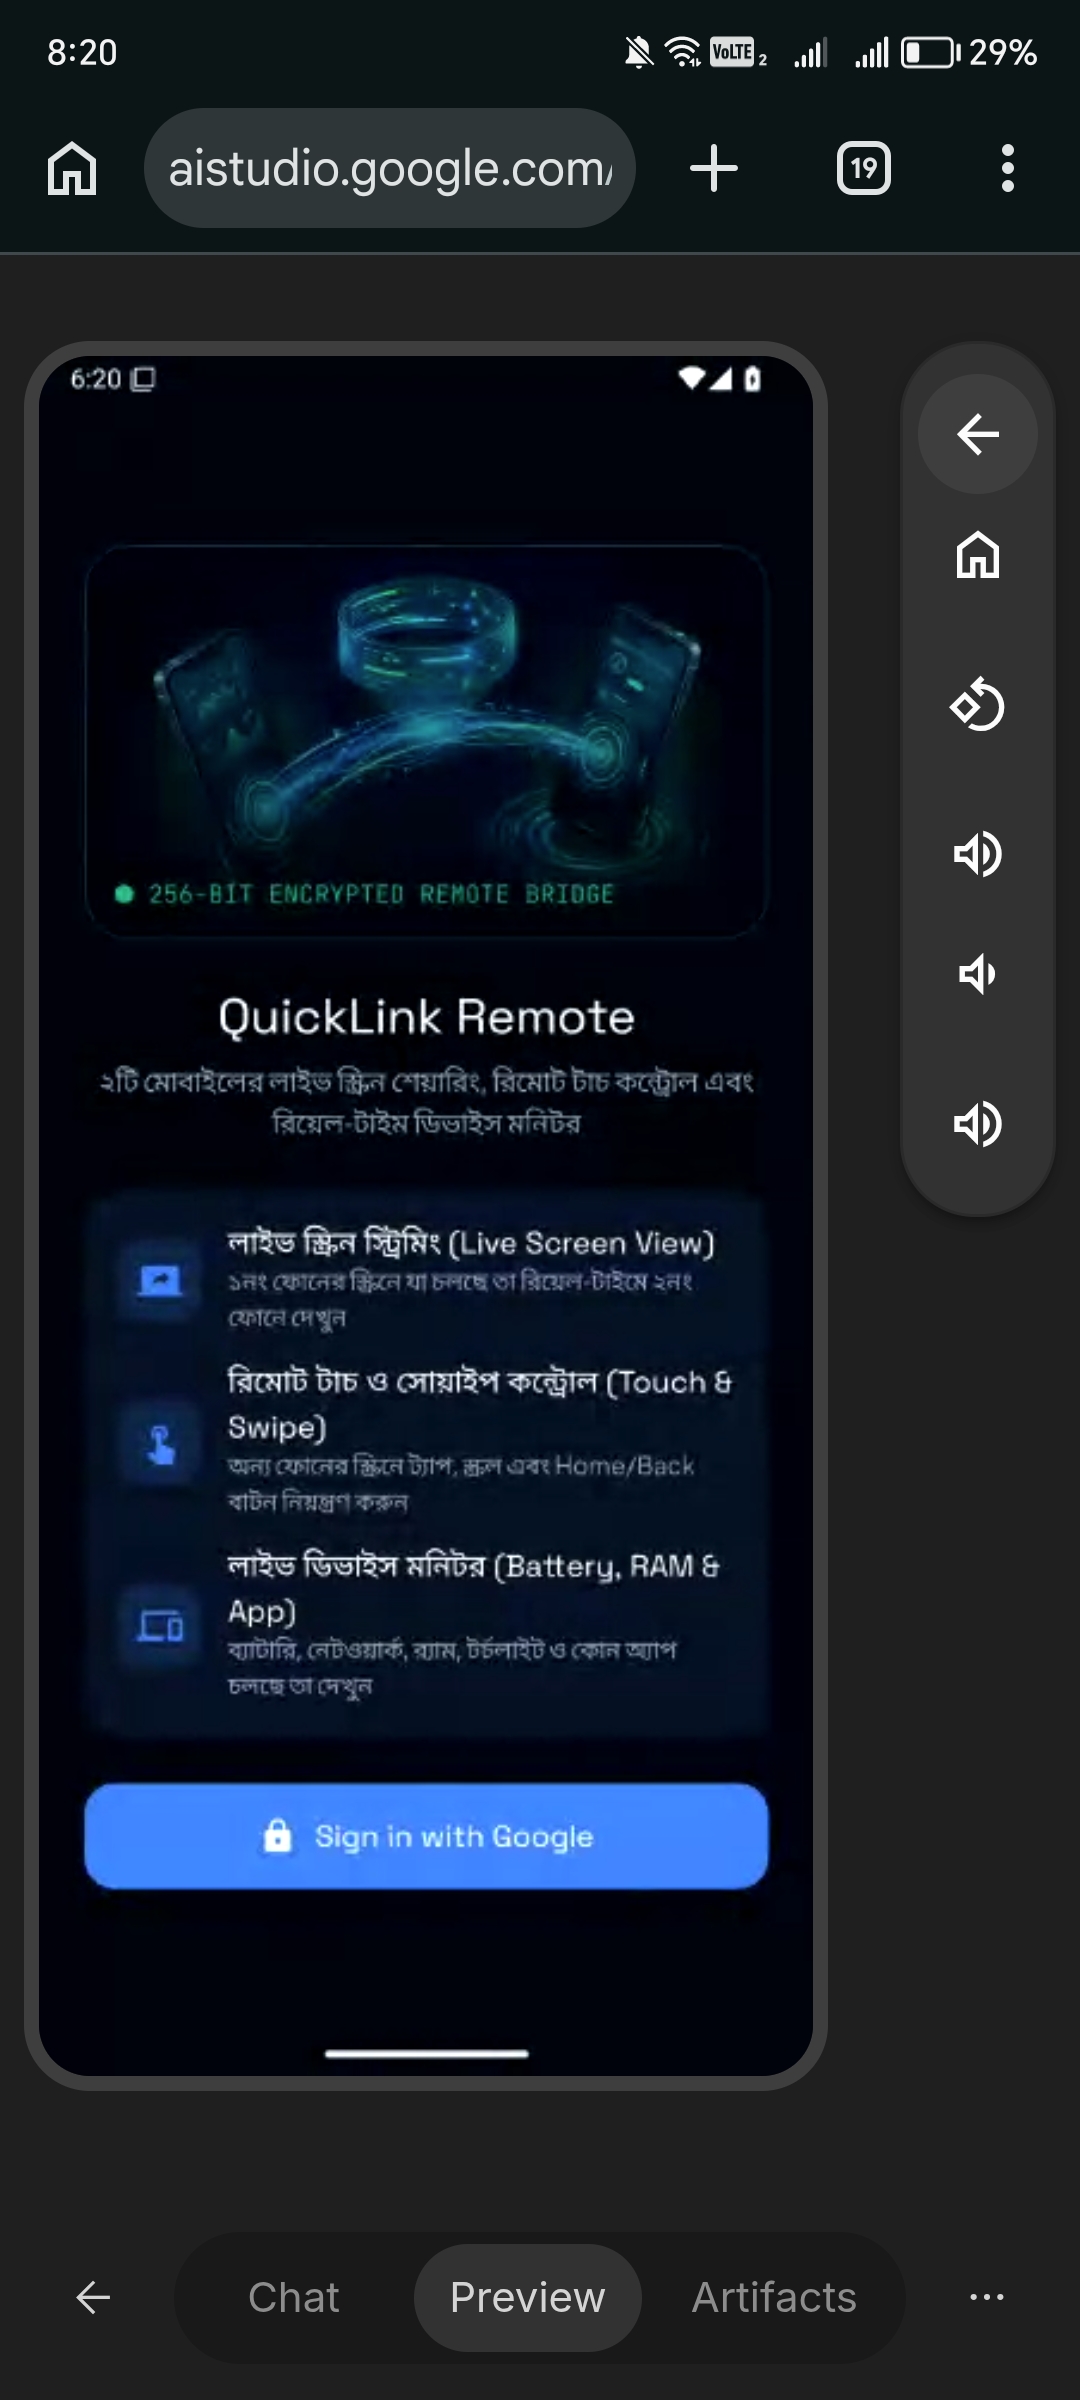 8:20
VoLTE 2
29%
aistudio.google.com/
19
6:20
256-BIT ENCRYPTED REMOTE BRIDGE
QuickLink Remote
২টি মোবাইলের লাইভ স্ক্রিন শেয়ারিং, রিমোট টাচ কন্ট্রোল এবং
রিয়েল-টাইম ডিভাইস মনিটর
লাইভ স্ক্রিন স্ট্রিমিং (Live Screen View)
১নং ফোনের স্ক্রিনে যা চলছে তা রিয়েল-টাইমে ২নং
ফোনে দেখুন
রিমোট টাচ ও সোয়াইপ কন্ট্রোল (Touch &
Swipe)
অন্য ফোনের স্ক্রিনে ট্যাপ, স্ক্রল এবং Home/Back
বাটন নিয়ন্ত্রণ করুন
লাইভ ডিভাইস মনিটর (Battery, RAM &
App)
ব্যাটারি, নেটওয়ার্ক, র‍্যাম, টর্চলাইট ও কোন অ্যাপ
চলছে তা দেখুন
Sign in with Google
Chat
Preview
Artifacts